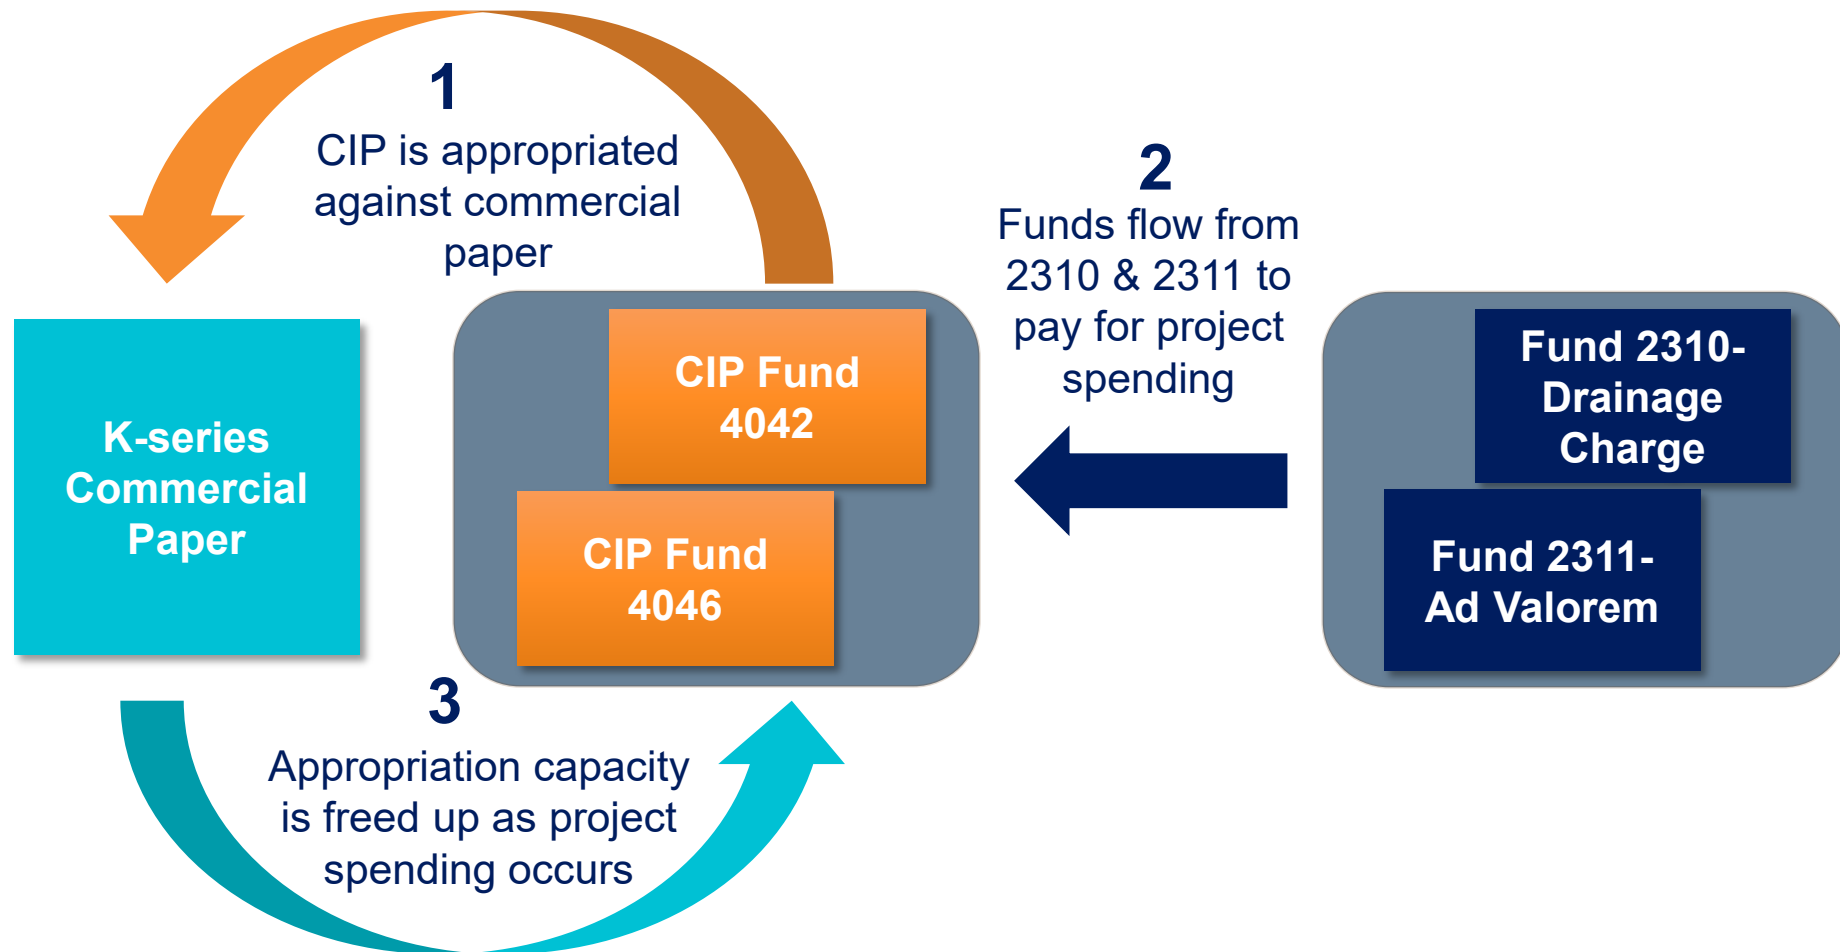 1
CIP is appropriated
against commercial
paper
2
Funds flow from
2310 & 2311 to
pay for project
spending
K-series
Commercial
Paper
CIP Fund
4042
CIP Fund
4046
Fund 2310-
Drainage
Charge
Fund 2311-
Ad Valorem
3
Appropriation capacity
is freed up as project
spending occurs